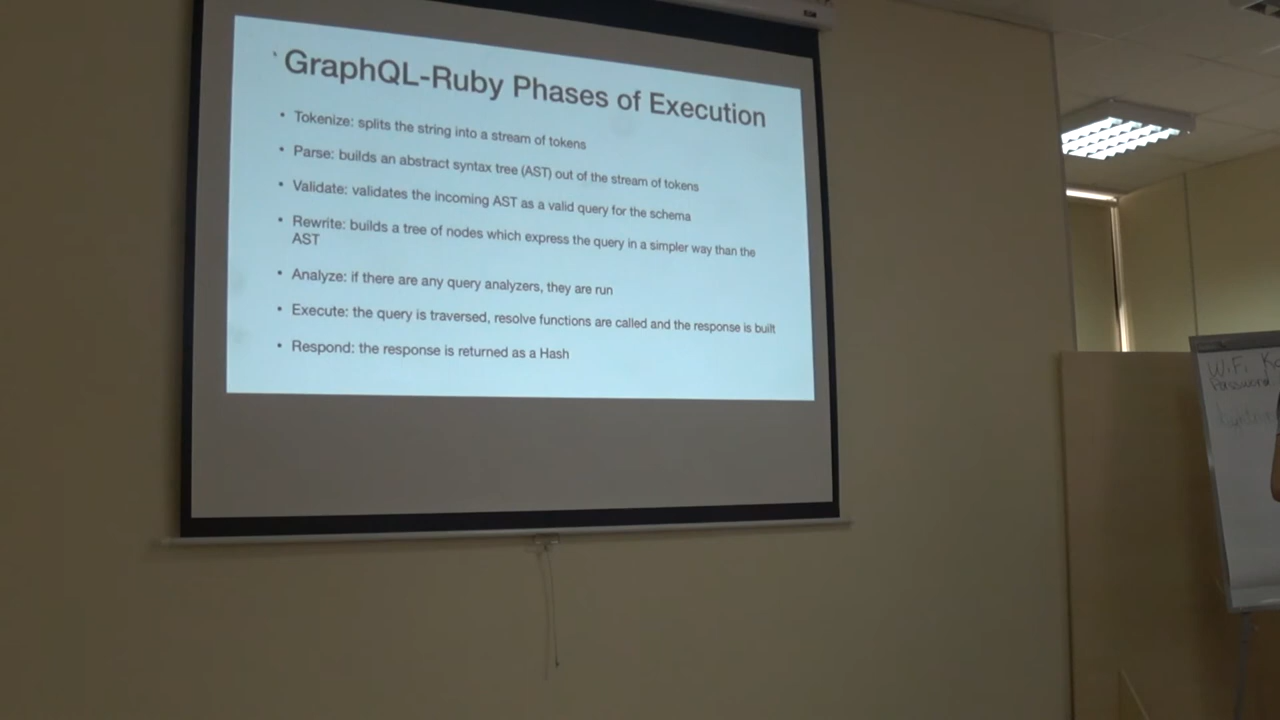 GraphQL-Ruby Phases of Execution
• Tokenize: splits the string into a stream of tokens
• Parse: builds an abstract syntax tree (AST) out of the stream of tokens
• Validate: validates the incoming AST as a valid query for the schema
• Rewrite: builds a tree of nodes which express the query in a simpler way than the
AST
• Analyze: if there are any query analyzers, they are run
• Execute: the query is traversed, resolve functions are called and the response is built
• Respond: the response is returned as a Hash
WiFi
Password